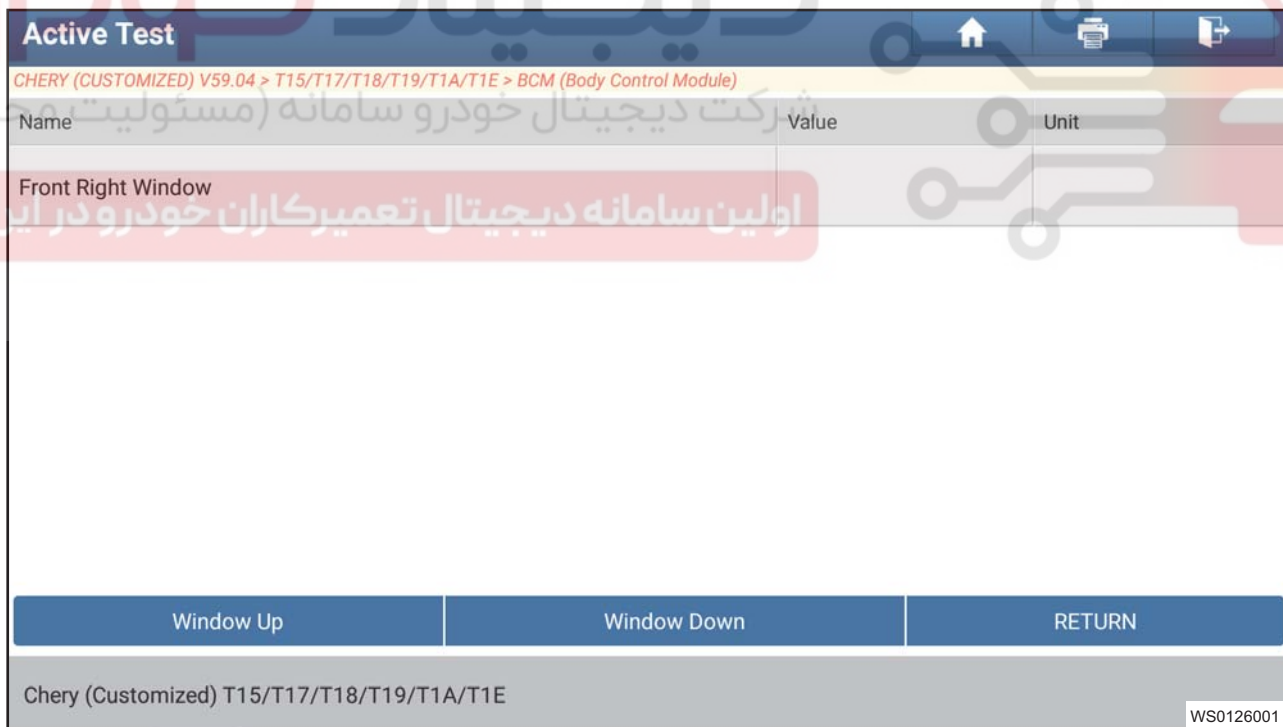 دیجیتال خودرو
Active Test
CHERY (CUSTOMIZED) V59.04 > T15/T17/T18/T19/T1A/T1E > BCM (Body Control Module)
شرکت دیجیتال خودرو سامانه (مسئولیت
Name Value Unit
Front Right Window
اولین سامانه دیجیتال تعمیرکاران خودرو در
Window Up Window Down RETURN
Chery (Customized) T15/T17/T18/T19/T1A/T1E
WS0126001